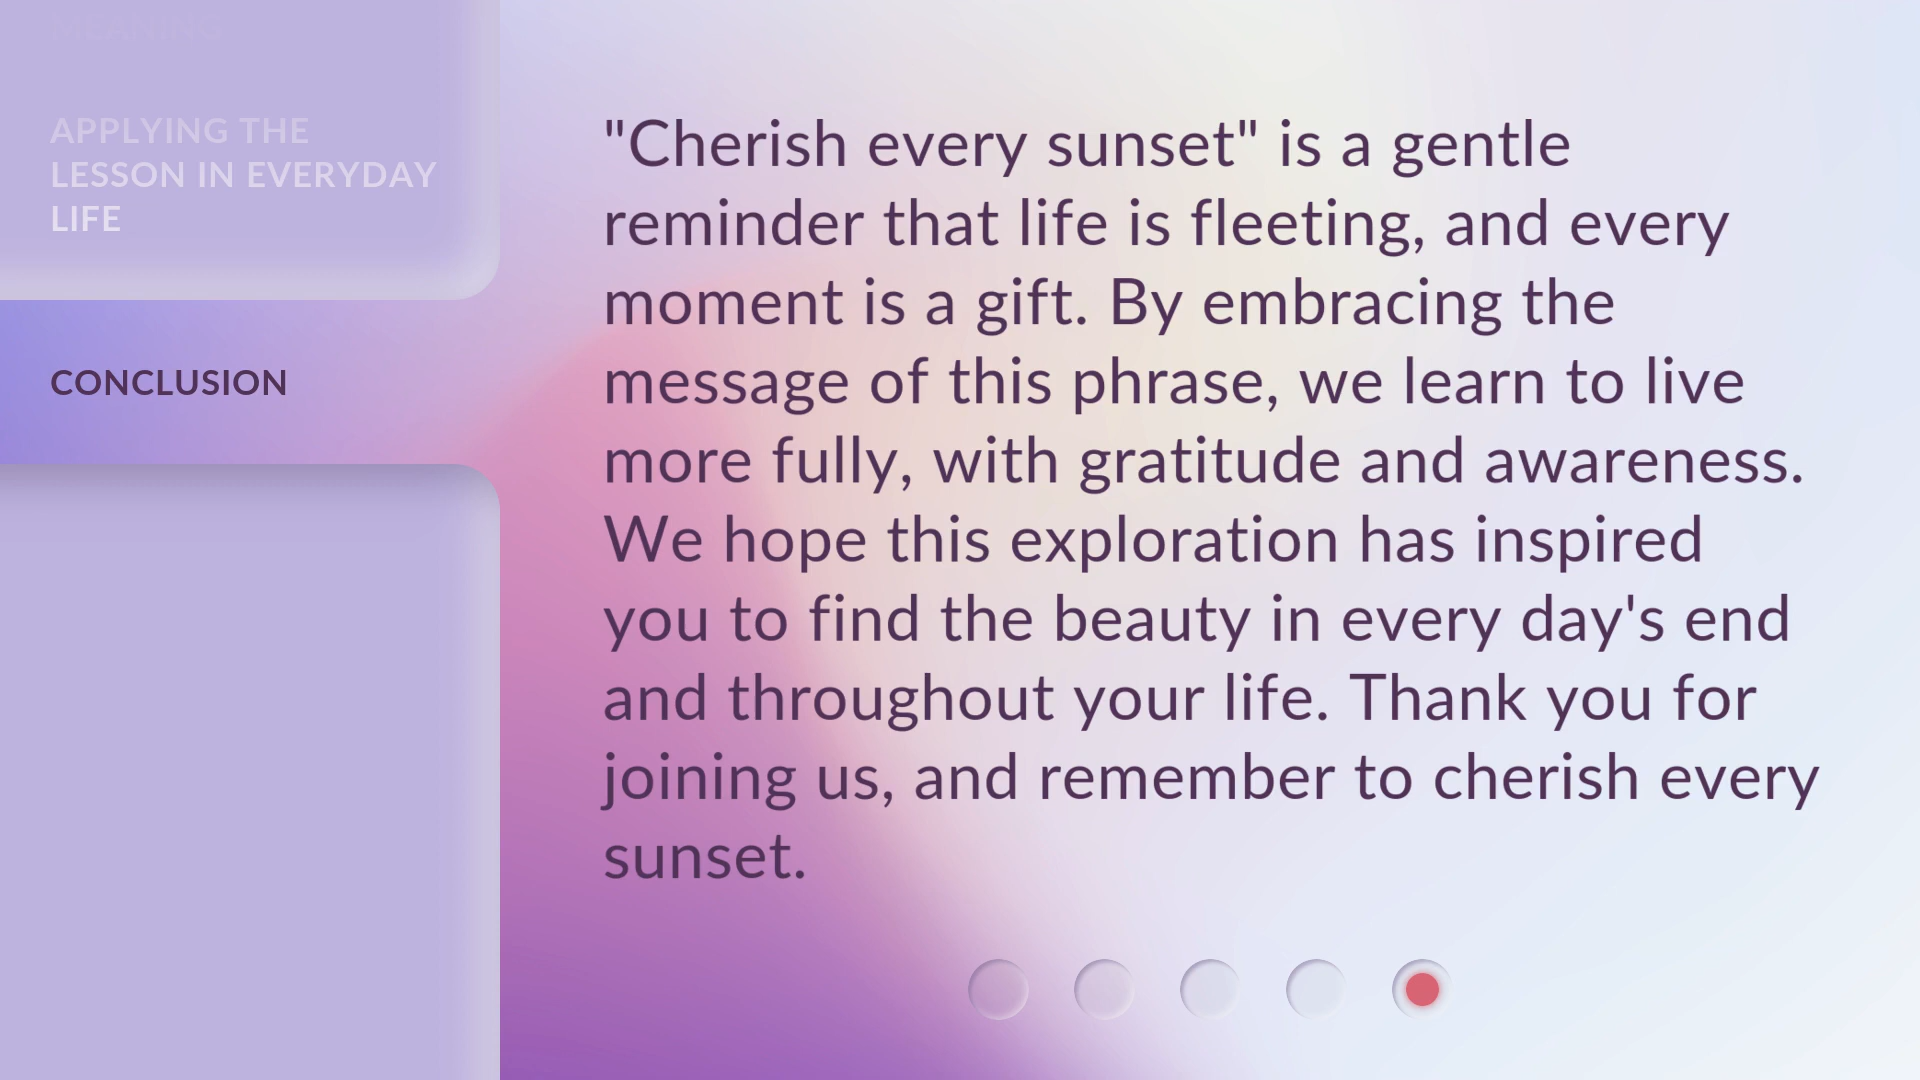 MEANING
APPLYING THE
LESSON IN EVERYDAY
LIFE
CONCLUSION
"Cherish every sunset" is a gentle
reminder that life is fleeting, and every
moment is a gift. By embracing the
message of this phrase, we learn to live
more fully, with gratitude and awareness.
We hope this exploration has inspired
you to find the beauty in every day's end
and throughout your life. Thank you for
joining us, and remember to cherish every
sunset.